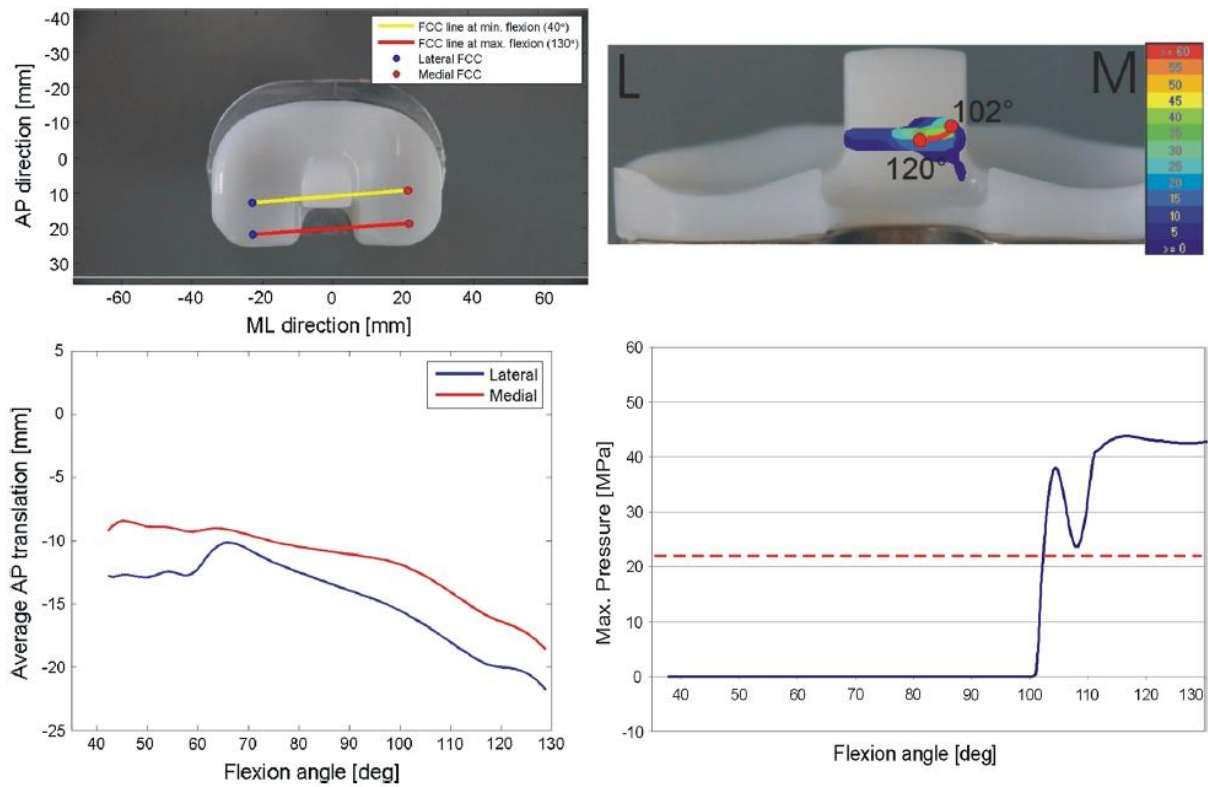 -40
-30
-20
-10
0
10
20
30
AP direction [mm]
FCC line at min. flexion (40°)
FCC line at max. flexion (130°)
Lateral FCC
Medial FCC
-60 -40 -20 0 20 40 60
ML direction [mm]
L
M
102°
120°
>= 60
55
50
45
40
35
30
25
20
15
10
5
>= 0
5
0
-5
-10
-15
-20
-25
Average AP translation [mm]
Lateral
Medial
40 50 60 70 80 90 100 110 120 130
Flexion angle [deg]
60
50
40
30
20
10
0
-10
Max. Pressure [MPa]
40 50 60 70 80 90 100 110 120 130
Flexion angle [deg]